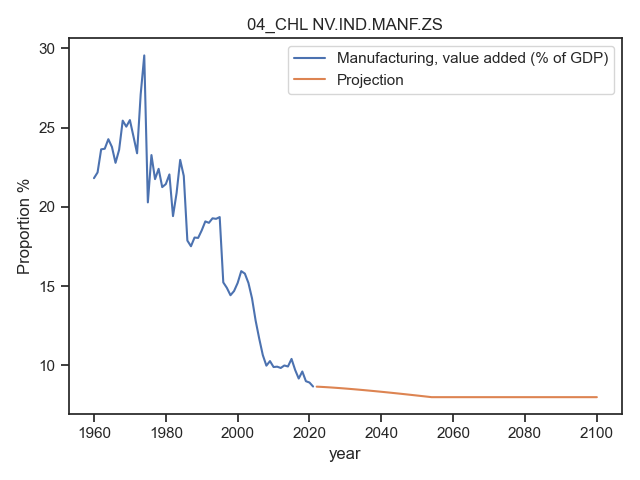 04_CHL NV.IND.MANF.ZS
Manufacturing, value added (% of GDP)
Projection
Proportion %
30
25
20
15
10
1960 1980 2000 2020 2040 2060 2080 2100
year